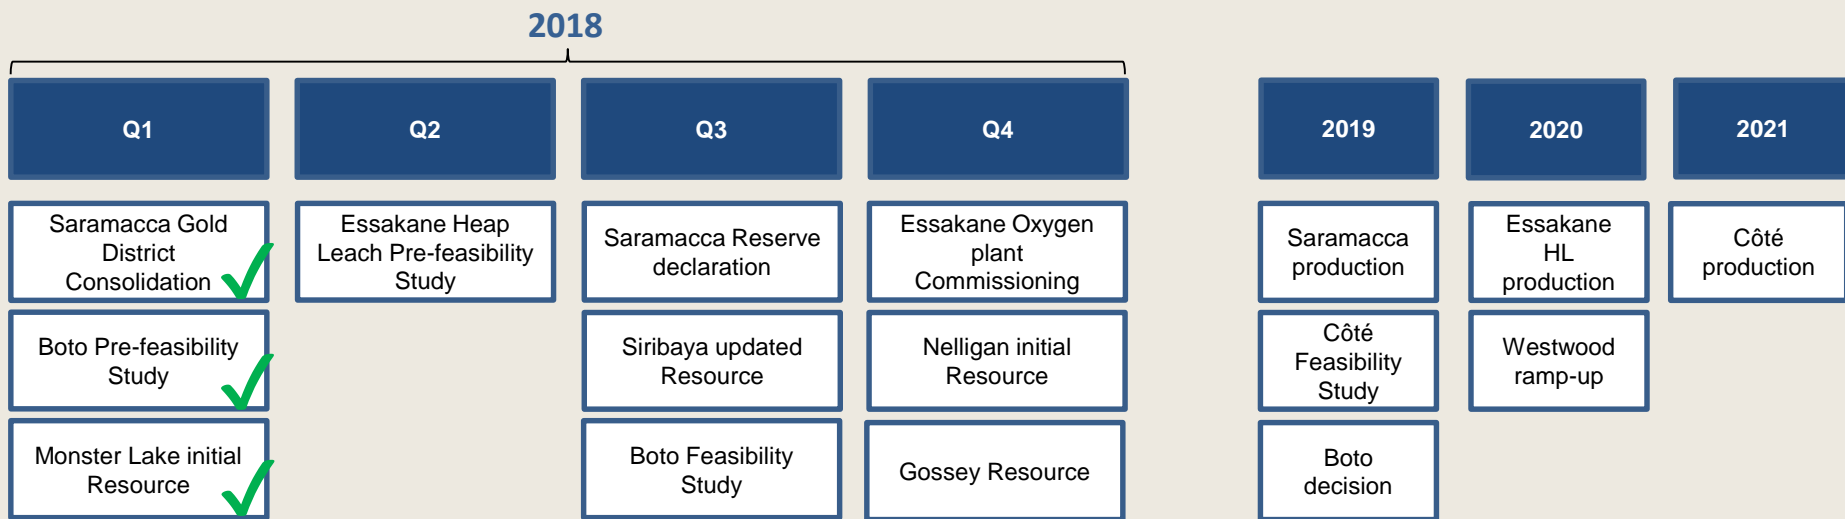 2018
Q1
Q2
Q3
Q4
2019
2020
2021
Saramacca Gold
District
Consolidation
Essakane Heap
Leach Pre-feasibility
Study
Saramacca Reserve
declaration
Essakane Oxygen
plant
Commissioning
Saramacca
production
Essakane
HL
production
Côté
production
Boto Pre-feasibility
Study
Siribaya updated
Resource
Nelligan initial
Resource
Côté
Feasibility
Study
Westwood
ramp-up
Monster Lake initial
Resource
Boto Feasibility
Study
Gossey Resource
Boto
decision